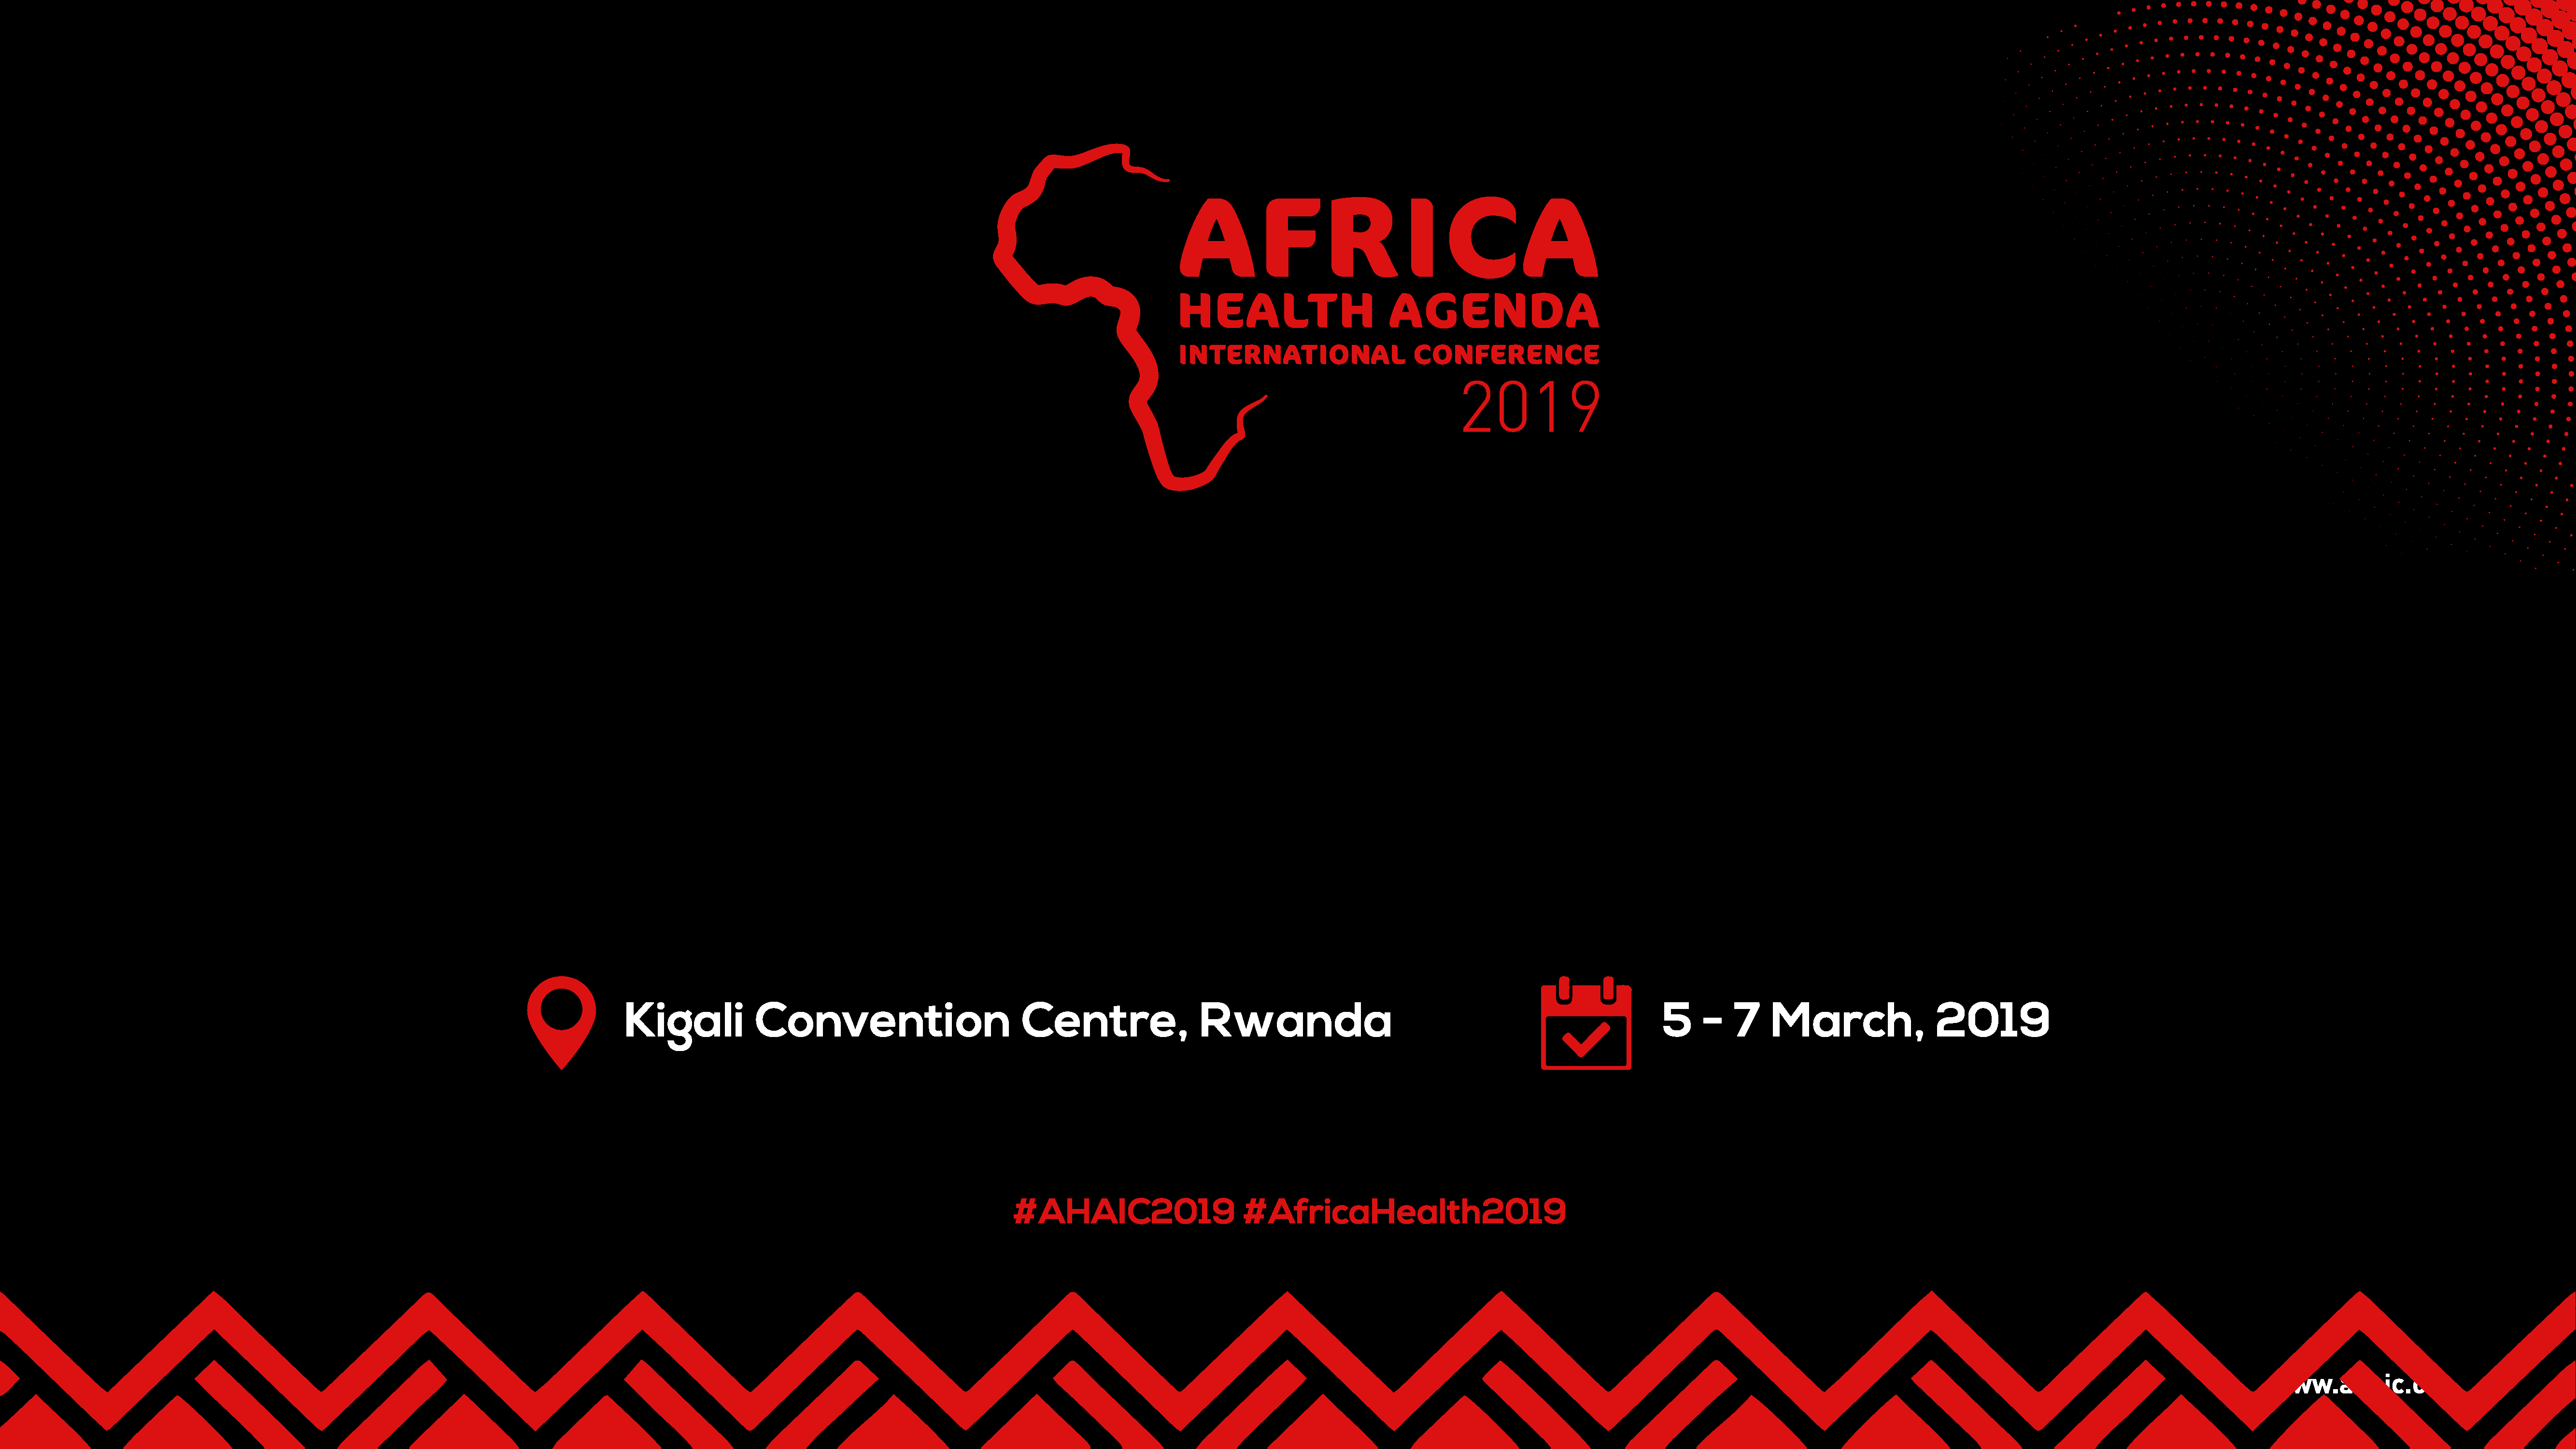 AFRICA
HEALTH AGENDA
INTERNATIONAL CONFERENCE
2019
Kigali Convention Centre, Rwanda
5 - 7 March, 2019
#AHAIC2019 #AfricaHealth2019